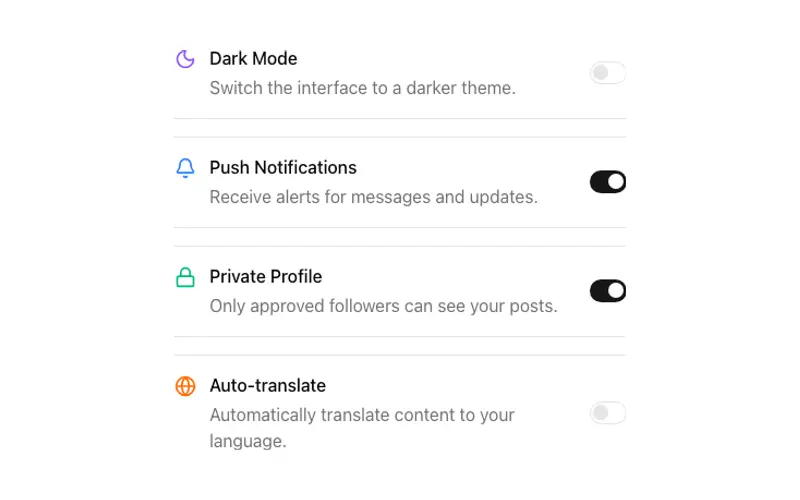 Dark Mode
Switch the interface to a darker theme.
Push Notifications
Receive alerts for messages and updates.
Private Profile
Only approved followers can see your posts.
Auto-translate
Automatically translate content to your
language.